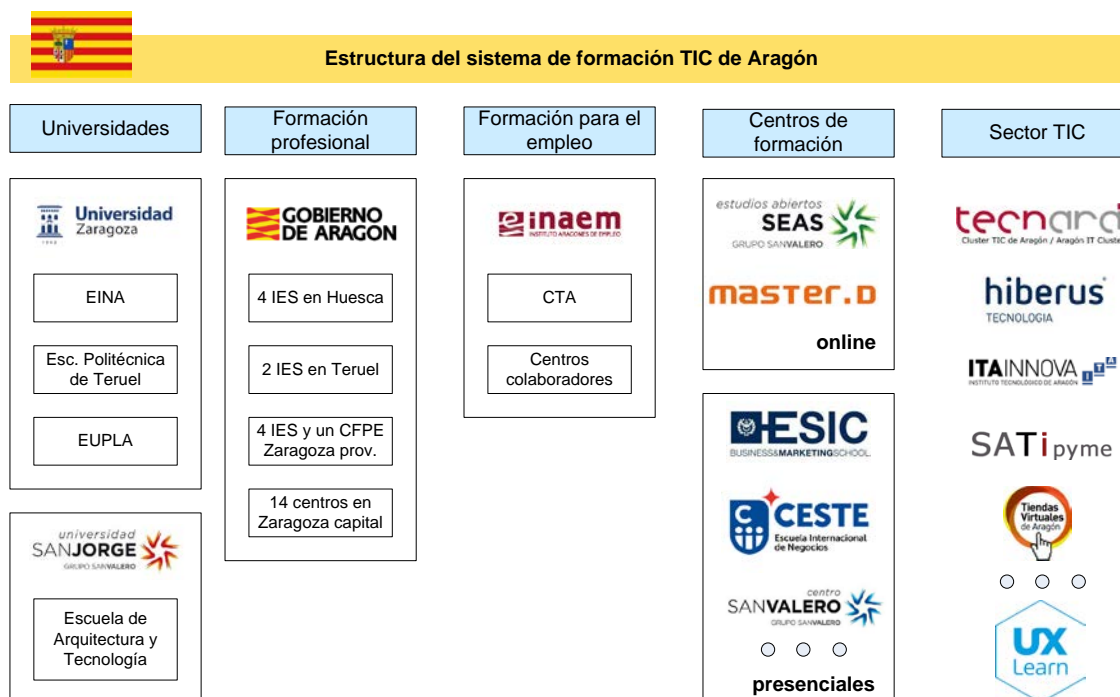 Estructura del sistema de formación TIC de Aragón
Universidades
Universidad
Zaragoza
1542
EINA
Esc. Politécnica
de Teruel
EUPLA
universidad
SANJORGE
GRUPO SANVALERO
Escuela de
Arquitectura y
Tecnología
Formación
profesional
GOBIERNO
DE ARAGON
4 IES en Huesca
2 IES en Teruel
4 IES y un CFPE
Zaragoza prov.
14 centros en
Zaragoza capital
Formación para el
empleo
inaem
INSTITUTO ARAGONES DE EMPLEO
CTA
Centros
colaboradores
Centros de
formación
estudios abiertos
SEAS
GRUPO SANVALERO
master.D
online
ESIC
BUSINESS&MARKETINGSCHOOL
CESTE
Escuela Internacional
de Negocios
centro
SANVALERO
GRUPO SANVALERO
presenciales
Sector TIC
tecnara
Cluster TIC de Aragón / Aragón IT Cluste
hiberus
TECNOLOGIA
ITAINNOVA
INSTITUTO TECNOLÓGICO DE ARAGÓN
ITA
SATipyme
Tiendas
Virtuales
de Aragón
UX
Learn